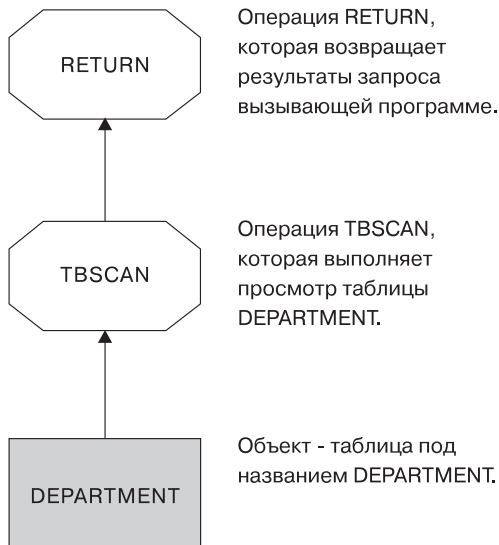 RETURN
Операция RETURN,
которая возвращает
результаты запроса
вызывающей программе.
TBSCAN
Операция TBSCAN,
которая выполняет
просмотр таблицы
DEPARTMENT.
DEPARTMENT
Объект - таблица под
названием DEPARTMENT.